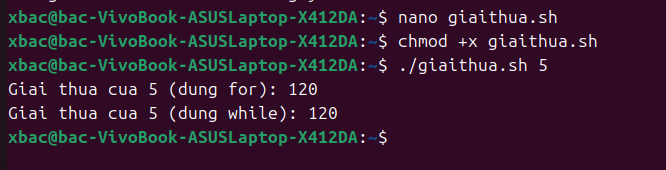 xbac@bac-VivoBook-ASUSLaptop-X412DA:~$ nano giaithua.sh
xbac@bac-VivoBook-ASUSLaptop-X412DA:~$ chmod +x giaithua.sh
xbac@bac-VivoBook-ASUSLaptop-X412DA:~$ ./giaithua.sh 5
Giai thua cua 5 (dung for): 120
Giai thua cua 5 (dung while): 120
xbac@bac-VivoBook-ASUSLaptop-X412DA:~$